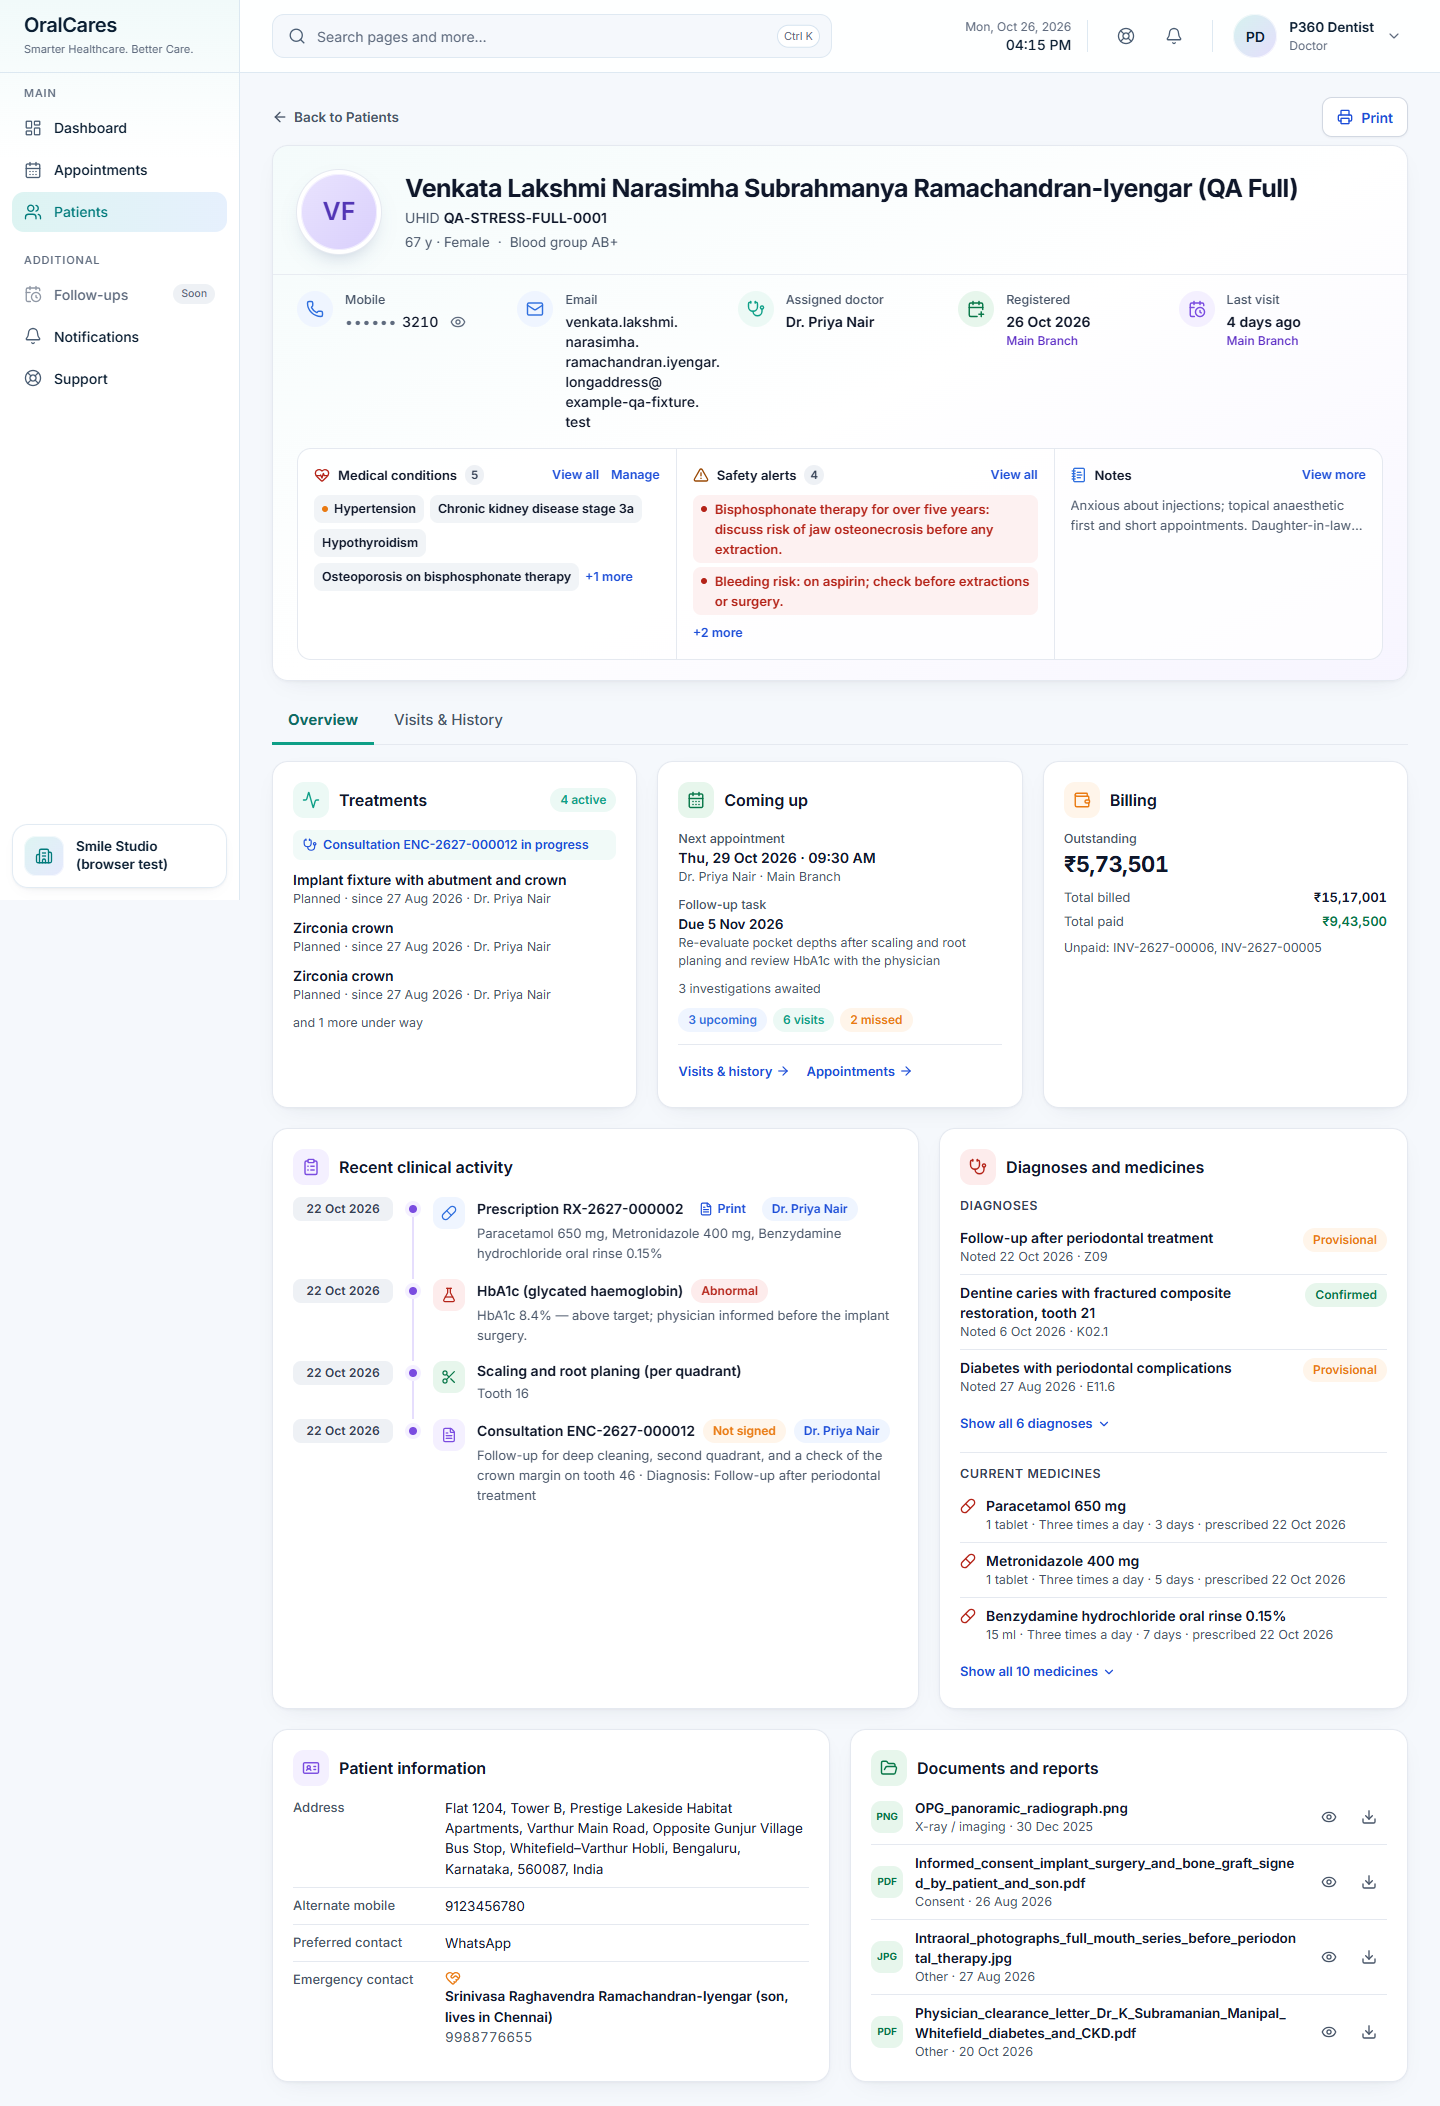 OralCares
Smarter Healthcare. Better Care.
Search pages and more...
Ctrl K
Mon, Oct 26, 2026
04:15 PM
PD
P360 Dentist
Doctor
MAIN
Dashboard
Appointments
Patients
ADDITIONAL
Follow-ups
Soon
Notifications
Support
Smile Studio
(browser test)
Back to Patients
Print
VF
Venkata Lakshmi Narasimha Subrahmanya Ramachandran-Iyengar (QA Full)
UHID QA-STRESS-FULL-0001
67 y · Female · Blood group AB+
Mobile
•••••• 3210
Email
venkata.lakshmi.
narasimha.
ramachandran.iyengar.
longaddress@
example-qa-fixture.
test
Assigned doctor
Dr. Priya Nair
Registered
26 Oct 2026
Main Branch
Last visit
4 days ago
Main Branch
Medical conditions 5 View all Manage
Hypertension
Chronic kidney disease stage 3a
Hypothyroidism
Osteoporosis on bisphosphonate therapy
+1 more
Safety alerts 4 View all
Bisphosphonate therapy for over five years:
discuss risk of jaw osteonecrosis before any
extraction.
Bleeding risk: on aspirin; check before extractions
or surgery.
+2 more
Notes View more
Anxious about injections; topical anaesthetic
first and short appointments. Daughter-in-law...
Overview
Visits & History
Treatments
4 active
Consultation ENC-2627-000012 in progress
Implant fixture with abutment and crown
Planned · since 27 Aug 2026 · Dr. Priya Nair
Zirconia crown
Planned · since 27 Aug 2026 · Dr. Priya Nair
Zirconia crown
Planned · since 27 Aug 2026 · Dr. Priya Nair
and 1 more under way
Coming up
Next appointment
Thu, 29 Oct 2026 · 09:30 AM
Dr. Priya Nair · Main Branch
Follow-up task
Due 5 Nov 2026
Re-evaluate pocket depths after scaling and root
planing and review HbA1c with the physician
3 investigations awaited
3 upcoming
6 visits
2 missed
Visits & history
Appointments
Billing
Outstanding
₹5,73,501
Total billed ₹15,17,001
Total paid ₹9,43,500
Unpaid: INV-2627-00006, INV-2627-00005
Recent clinical activity
22 Oct 2026
Prescription RX-2627-000002
Print
Dr. Priya Nair
Paracetamol 650 mg, Metronidazole 400 mg, Benzydamine
hydrochloride oral rinse 0.15%
22 Oct 2026
HbA1c (glycated haemoglobin)
Abnormal
HbA1c 8.4% — above target; physician informed before the implant
surgery.
22 Oct 2026
Scaling and root planing (per quadrant)
Tooth 16
22 Oct 2026
Consultation ENC-2627-000012
Not signed
Dr. Priya Nair
Follow-up for deep cleaning, second quadrant, and a check of the
crown margin on tooth 46 · Diagnosis: Follow-up after periodontal
treatment
Diagnoses and medicines
DIAGNOSES
Follow-up after periodontal treatment
Provisional
Noted 22 Oct 2026 · Z09
Dentine caries with fractured composite
restoration, tooth 21
Confirmed
Noted 6 Oct 2026 · K02.1
Diabetes with periodontal complications
Provisional
Noted 27 Aug 2026 · E11.6
Show all 6 diagnoses
CURRENT MEDICINES
Paracetamol 650 mg
1 tablet · Three times a day · 3 days · prescribed 22 Oct 2026
Metronidazole 400 mg
1 tablet · Three times a day · 5 days · prescribed 22 Oct 2026
Benzydamine hydrochloride oral rinse 0.15%
15 ml · Three times a day · 7 days · prescribed 22 Oct 2026
Show all 10 medicines
Patient information
Address
Flat 1204, Tower B, Prestige Lakeside Habitat
Apartments, Varthur Main Road, Opposite Gunjur Village
Bus Stop, Whitefield–Varthur Hobli, Bengaluru,
Karnataka, 560087, India
Alternate mobile
9123456780
Preferred contact
WhatsApp
Emergency contact
Srinivasa Raghavendra Ramachandran-Iyengar (son,
lives in Chennai)
9988776655
Documents and reports
PNG
OPG_panoramic_radiograph.png
X-ray / imaging · 30 Dec 2025
PDF
Informed_consent_implant_surgery_and_bone_graft_signe
d_by_patient_and_son.pdf
Consent · 26 Aug 2026
JPG
Intraoral_photographs_full_mouth_series_before_periodon
tal_therapy.jpg
Other · 27 Aug 2026
PDF
Physician_clearance_letter_Dr_K_Subramanian_Manipal_
Whitefield_diabetes_and_CKD.pdf
Other · 20 Oct 2026